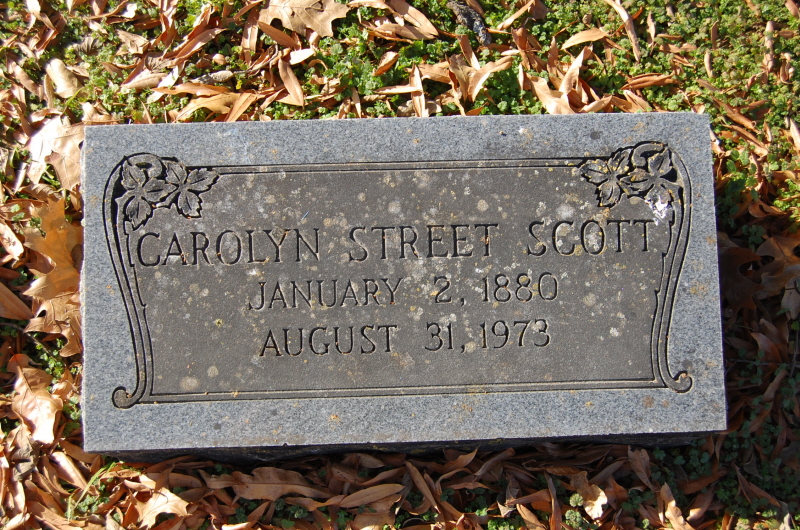 CAROLYN STREET SCOTT
JANUARY 2, 1880
AUGUST 31, 1973